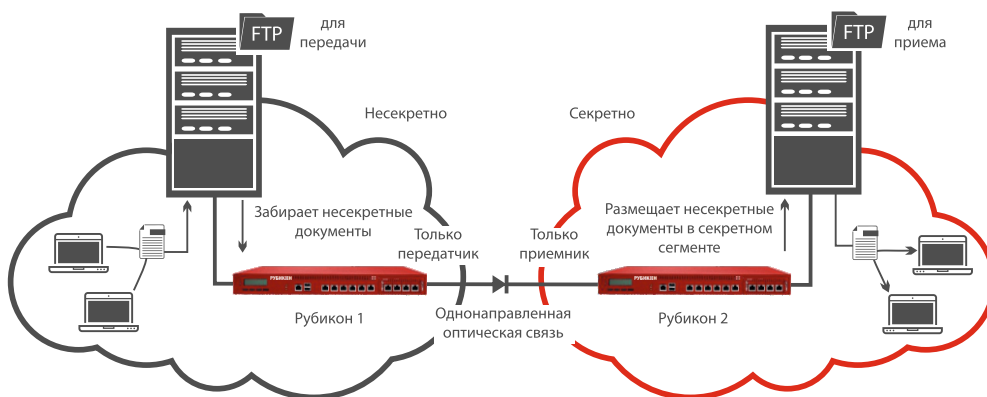 FTP
для
передачи
Несекретно
Забирает несекретные
документы
Только
передатчик
РУБИКОН
Рубикон 1
Однонаправленная
оптическая связь
FTP
для
приема
Секретно
Размещает несекретные
документы в секретном
сегменте
Только
приемник
РУБИКОН
Рубикон 2